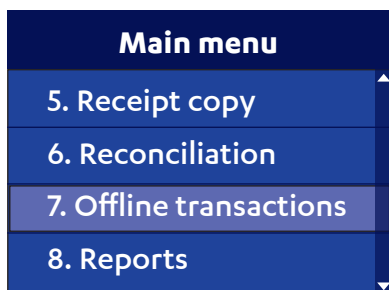 Main menu
5. Receipt copy
6. Reconciliation
7. Offline transactions
8. Reports